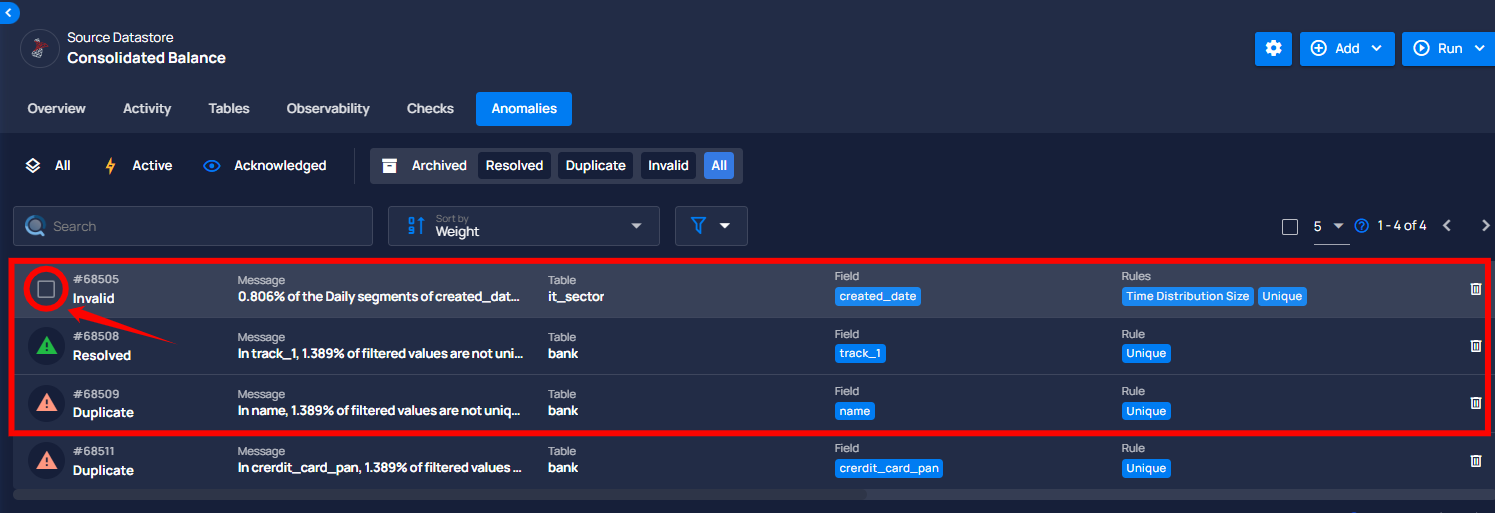 Source Datastore
Consolidated Balance
Add
Run
Overview Activity Tables Observability Checks Anomalies
All Active Acknowledged Archived Resolved Duplicate Invalid All
Search
Sort by
Weight
5 1 - 4 of 4
#68505 Message Table Field Rules
Invalid 0.806% of the Daily segments of created_dat... it_sector created_date Time Distribution Size Unique
#68508 Message Table Field Rule
Resolved In track_1, 1.389% of filtered values are not uni... bank track_1 Unique
#68509 Message Table Field Rule
Duplicate In name, 1.389% of filtered values are not uniq... bank name Unique
#68511 Message Table Field Rule
Duplicate In crerdit_card_pan, 1.389% of filtered values ... bank crerdit_card_pan Unique